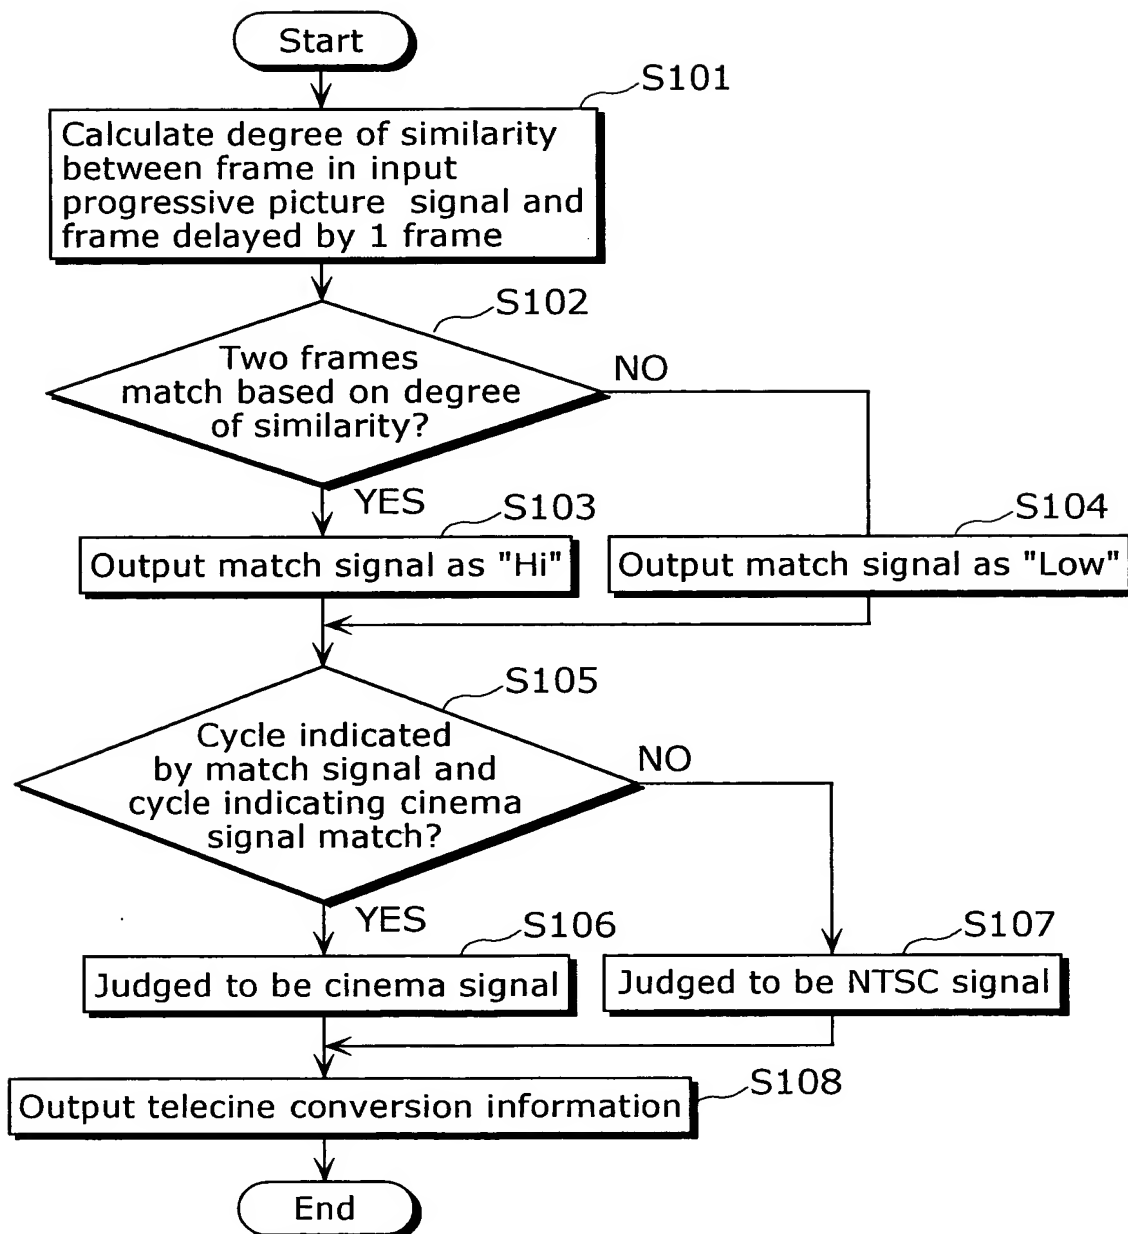 Start
S101
Calculate degree of similarity
between frame in input
progressive picture signal and
frame delayed by 1 frame
S102
Two frames
match based on degree
of similarity?
NO
YES
S103
Output match signal as "Hi"
S104
Output match signal as "Low"
S105
Cycle indicated
by match signal and
cycle indicating cinema
signal match?
NO
YES
S106
Judged to be cinema signal
S107
Judged to be NTSC signal
S108
Output telecine conversion information
End